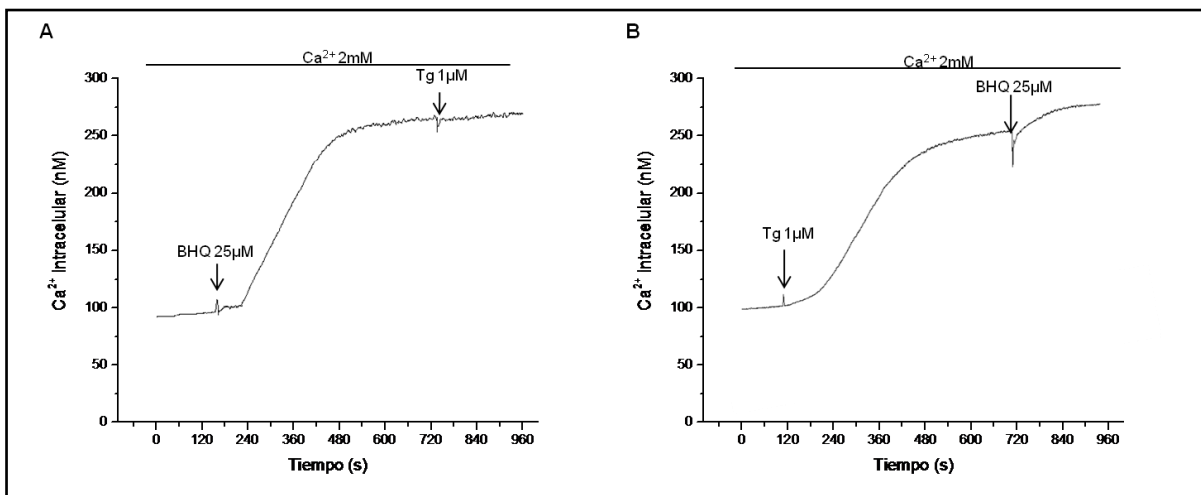 A
Ca²⁺ 2mM
Tg 1µM
BHQ 25µM
300
250
200
150
100
50
0
Ca²⁺ Intracelular (nM)
0 120 240 360 480 600 720 840 960
Tiempo (s)
B
Ca²⁺ 2mM
BHQ 25µM
Tg 1µM
300
250
200
150
100
50
0
Ca²⁺ Intracelular (nM)
0 120 240 360 480 600 720 840 960
Tiempo (s)